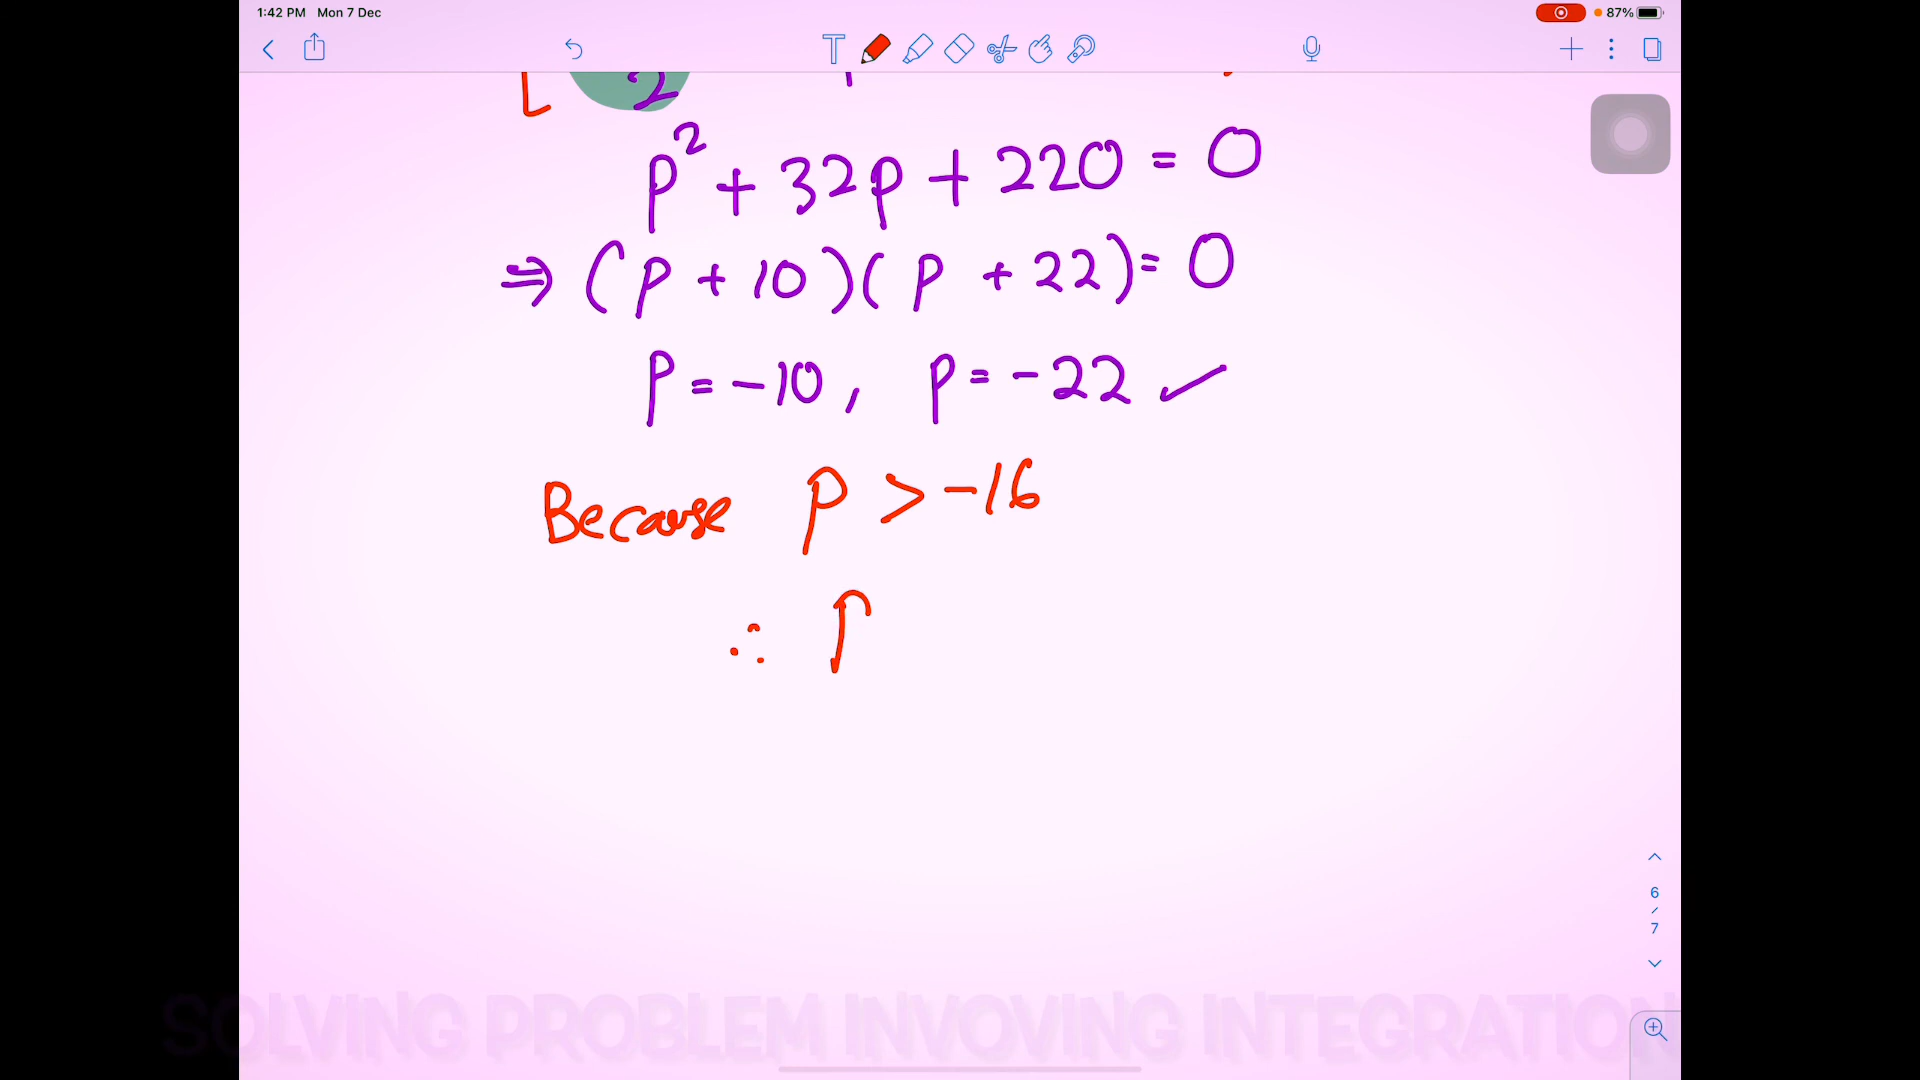 1:42 PM Mon 7 Dec
87%
T
2
p² + 32p + 220 = 0
⇒ (p + 10)(p + 22) = 0
p = -10, p = -22 ✓
Because p > -16
∴ p
6
/
7
SOLVING PROBLEM INVOVING INTEGRATION